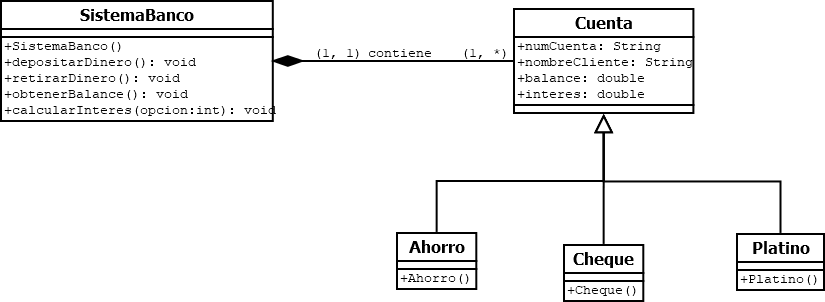 SistemaBanco
+SistemaBanco()
+depositarDinero(): void
+retirarDinero(): void
+obtenerBalance(): void
+calcularInteres(opcion:int): void
(1, 1) contiene (1, *)
Cuenta
+numCuenta: String
+nombreCliente: String
+balance: double
+interes: double
Ahorro
+Ahorro()
Cheque
+Cheque()
Platino
+Platino()